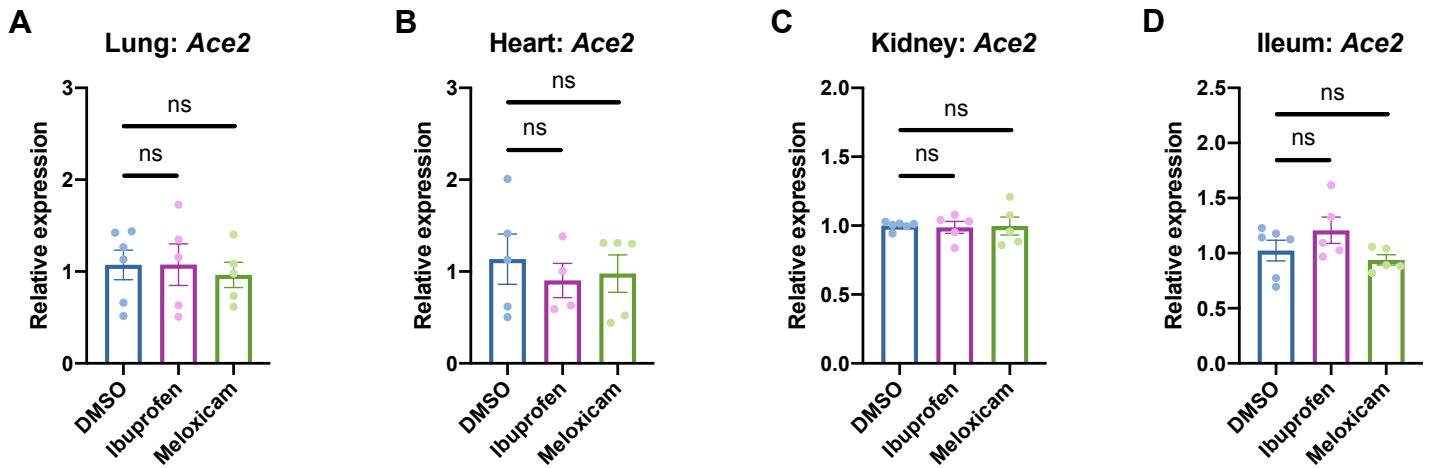 A
Lung: Ace2
Relative expression
3
2
1
0
ns
ns
DMSO
Ibuprofen
Meloxicam
B
Heart: Ace2
Relative expression
3
2
1
0
ns
ns
DMSO
Ibuprofen
Meloxicam
C
Kidney: Ace2
Relative expression
2.0
1.5
1.0
0.5
0.0
ns
ns
DMSO
Ibuprofen
Meloxicam
D
Ileum: Ace2
Relative expression
2.5
2.0
1.5
1.0
0.5
0.0
ns
ns
DMSO
Ibuprofen
Meloxicam